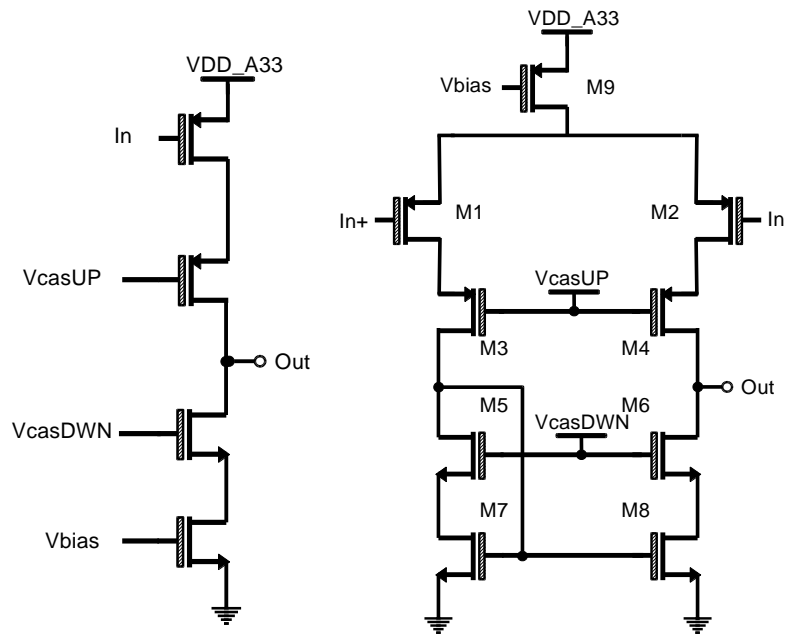 VDD_A33
In
VcasUP
Out
VcasDWN
Vbias
VDD_A33
Vbias
M9
In+
M1
M2
In
VcasUP
M3
M4
Out
M5
M6
VcasDWN
M7
M8